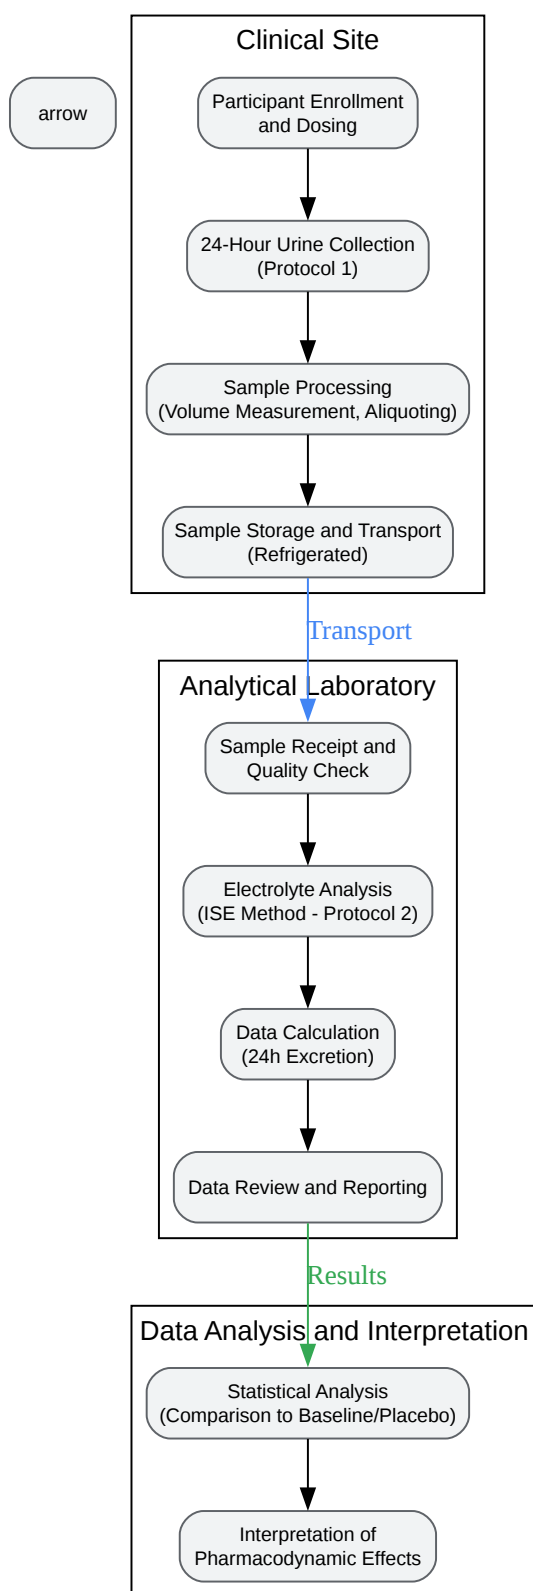 Clinical Site
arrow
Participant Enrollment
and Dosing
24-Hour Urine Collection
(Protocol 1)
Sample Processing
(Volume Measurement, Aliquoting)
Sample Storage and Transport
(Refrigerated)
Transport
Analytical Laboratory
Sample Receipt and
Quality Check
Electrolyte Analysis
(ISE Method - Protocol 2)
Data Calculation
(24h Excretion)
Data Review and Reporting
Results
Data Analysis and Interpretation
Statistical Analysis
(Comparison to Baseline/Placebo)
Interpretation of
Pharmacodynamic Effects